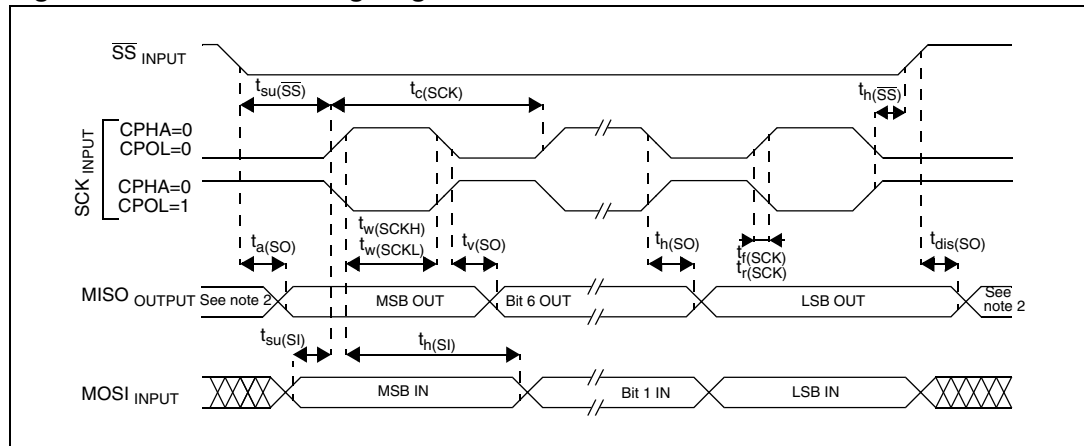 SS INPUT
tsu(SS)
tc(SCK)
th(SS)
SCK INPUT
CPHA=0
CPOL=0
CPHA=0
CPOL=1
ta(SO)
tw(SCKH)
tw(SCKL)
tv(SO)
th(SO)
tf(SCK)
tr(SCK)
tdis(SO)
MISO OUTPUT
See note 2
MSB OUT
Bit 6 OUT
LSB OUT
See
note 2
tsu(SI)
th(SI)
MOSI INPUT
MSB IN
Bit 1 IN
LSB IN